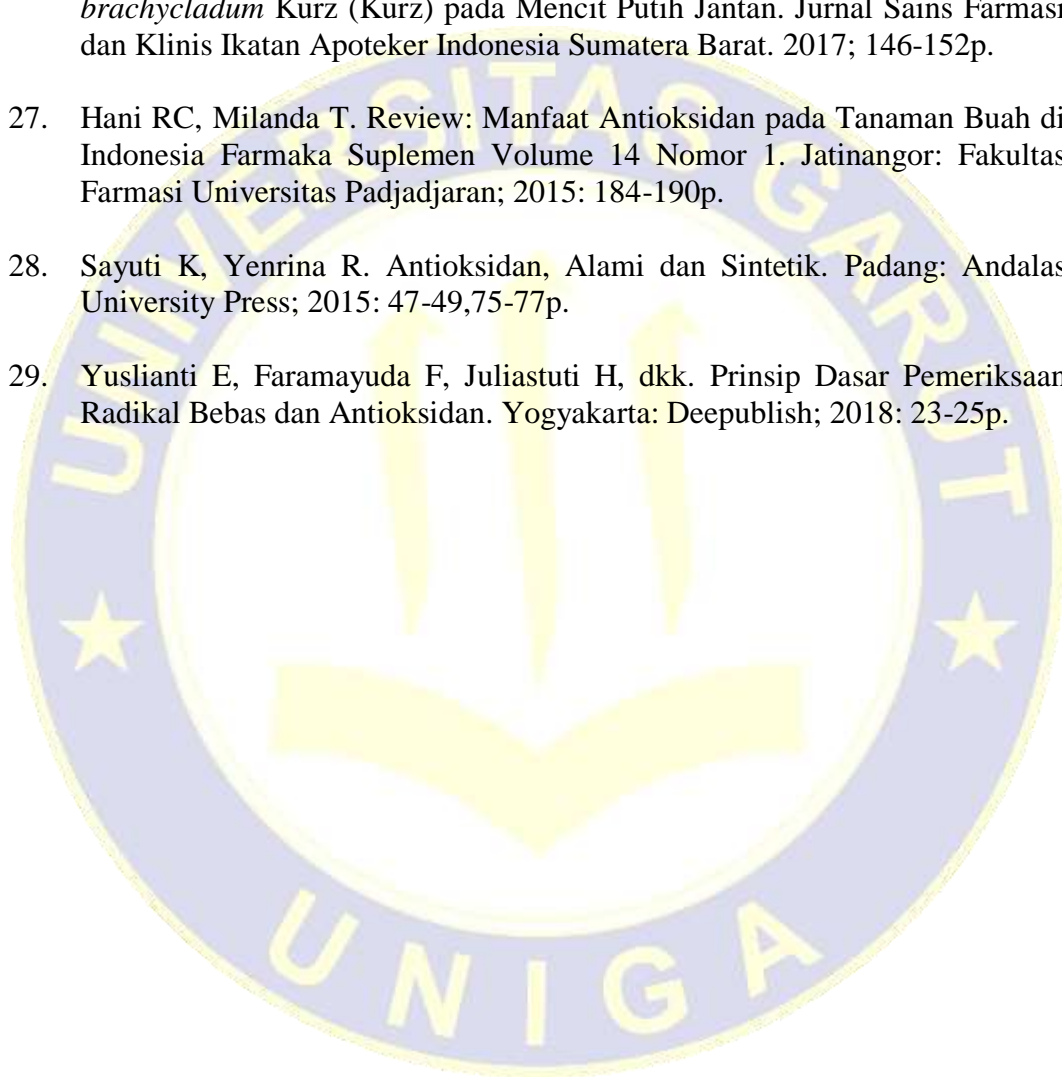 brachycladum Kurz (Kurz) pada Mencit Putih Jantan. Jurnal Sains Farmasi
dan Klinis Ikatan Apoteker Indonesia Sumatera Barat. 2017; 146-152p.
27. Hani RC, Milanda T. Review: Manfaat Antioksidan pada Tanaman Buah di
Indonesia Farmaka Suplemen Volume 14 Nomor 1. Jatinangor: Fakultas
Farmasi Universitas Padjadjaran; 2015: 184-190p.
28. Sayuti K, Yenrina R. Antioksidan, Alami dan Sintetik. Padang: Andalas
University Press; 2015: 47-49,75-77p.
29. Yuslianti E, Faramayuda F, Juliastuti H, dkk. Prinsip Dasar Pemeriksaan
Radikal Bebas dan Antioksidan. Yogyakarta: Deepublish; 2018: 23-25p.
UNIVERSITAS GARUT
UNIGA